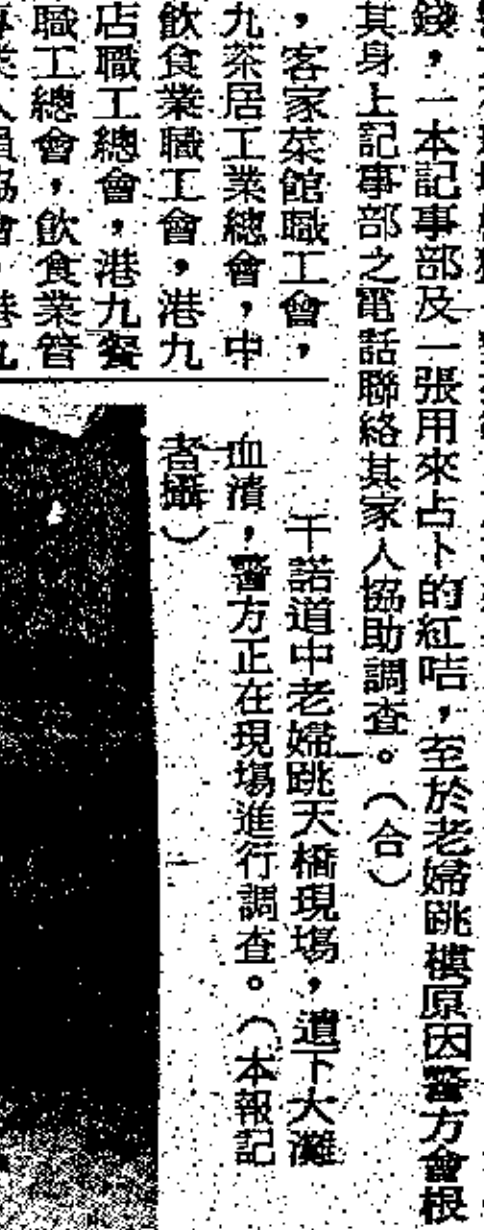 錢，一本記事部及一張用來占卜的紅咭，至於老婦跳樓原因警方會根
其身上記事部之電話聯絡其家人協助調查。（合）
，客家菜館職工會，
九茶居工業總會，中
飲食業職工會，港九
店職工總會，港九餐
職工總會，飲食業管
干諾道中老婦跳天橋現塲，遺下大灘
血漬，警方正在現塲進行調查。（本報記
者攝）